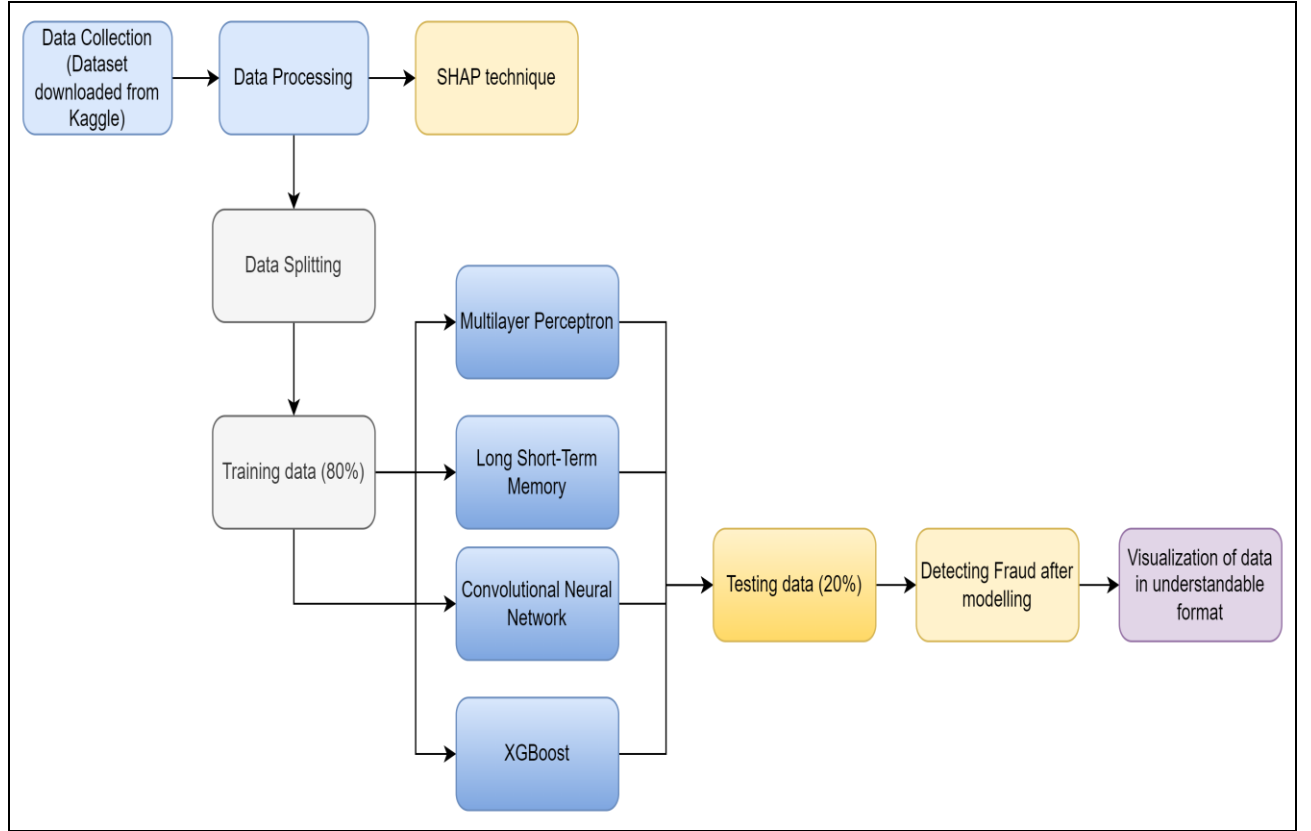 Data Collection
(Dataset
downloaded from
Kaggle)
Data Processing
SHAP technique
Data Splitting
Multilayer Perceptron
Training data (80%)
Long Short-Term
Memory
Convolutional Neural
Network
XGBoost
Testing data (20%)
Detecting Fraud after
modelling
Visualization of data
in understandable
format